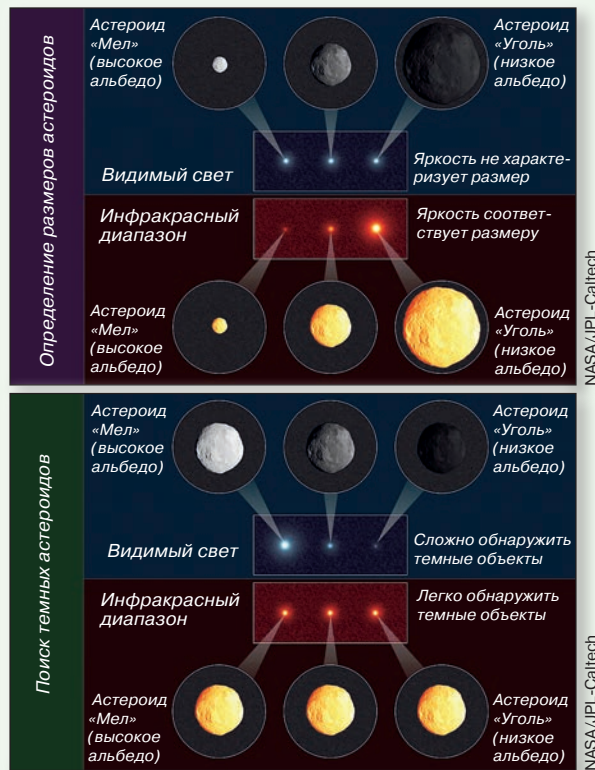 Определение размеров астероидов
Астероид
«Мел»
(высокое
альбедо)
Астероид
«Уголь»
(низкое
альбедо)
Видимый свет
Яркость не характе-
ризует размер
Инфракрасный
диапазон
Яркость соответ-
ствует размеру
Астероид
«Мел»
(высокое
альбедо)
Астероид
«Уголь»
(низкое
альбедо)
NASA/JPL-Caltech
Поиск темных астероидов
Астероид
«Мел»
(высокое
альбедо)
Астероид
«Уголь»
(низкое
альбедо)
Видимый свет
Сложно обнаружить
темные объекты
Инфракрасный
диапазон
Легко обнаружить
темные объекты
Астероид
«Мел»
(высокое
альбедо)
Астероид
«Уголь»
(низкое
альбедо)
NASA/JPL-Caltech